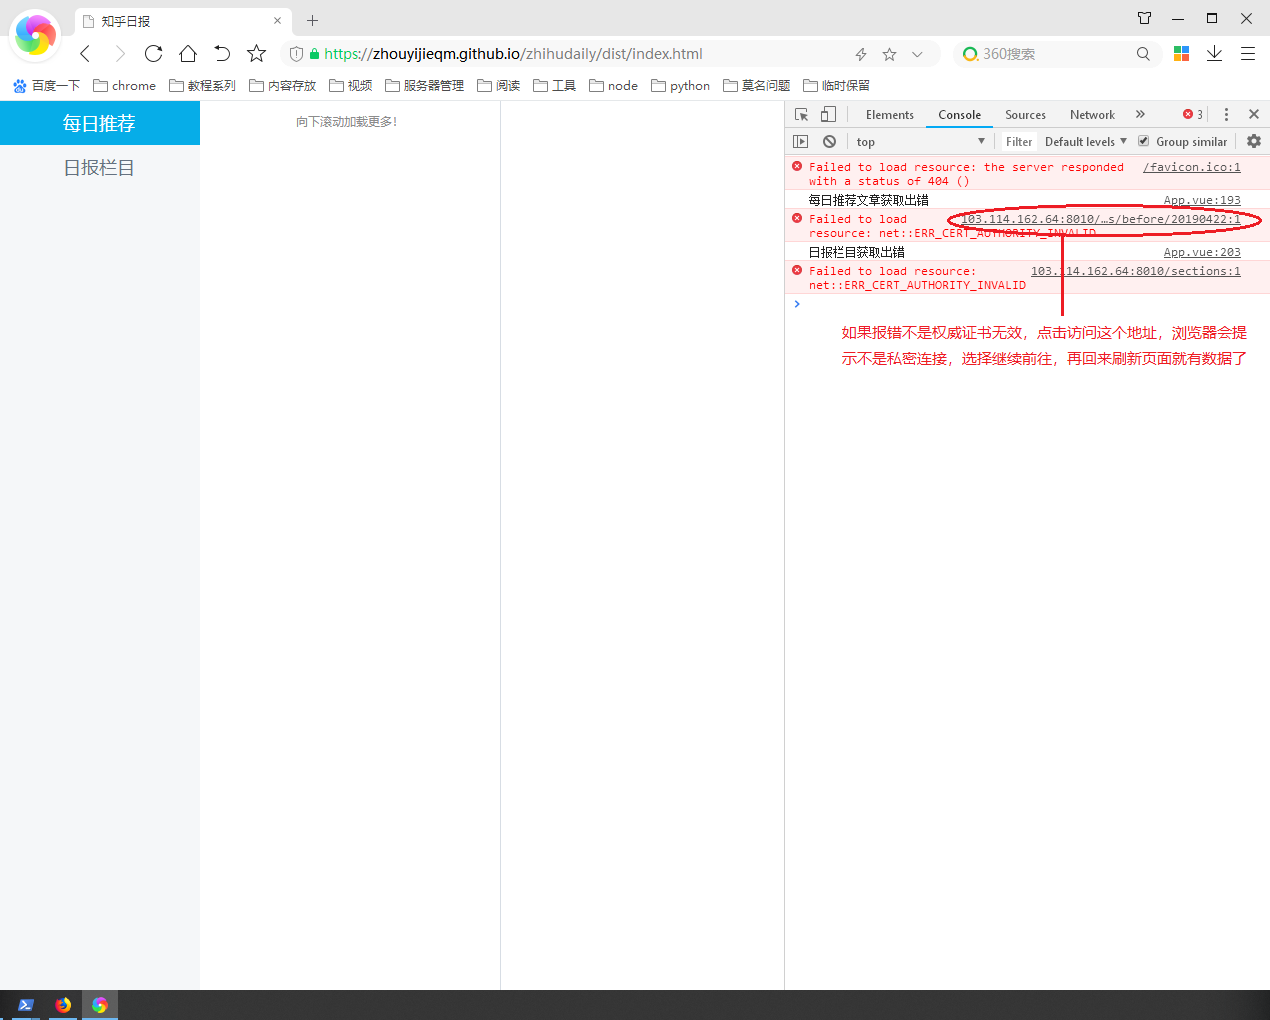 知乎日报
https://zhouyijieqm.github.io/zhihudaily/dist/index.html
360搜索
百度一下 chrome 教程系列 内容存放 视频 服务器管理 阅读 工具 node python 莫名问题 临时保留
每日推荐
日报栏目
向下滚动加载更多!
Elements Console Sources Network » 3
top Filter Default levels Group similar
Failed to load resource: the server responded /favicon.ico:1
with a status of 404 ()
每日推荐文章获取出错 App.vue:193
Failed to load 103.114.162.64:8010/…s/before/20190422:1
resource: net::ERR_CERT_AUTHORITY_INVALID
日报栏目获取出错 App.vue:203
Failed to load resource: 103.114.162.64:8010/sections:1
net::ERR_CERT_AUTHORITY_INVALID
如果报错不是权威证书无效，点击访问这个地址，浏览器会提
示不是私密连接，选择继续前往，再回来刷新页面就有数据了